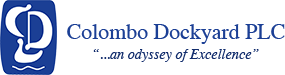 Colombo Dockyard PLC
“...an odyssey of Excellence”